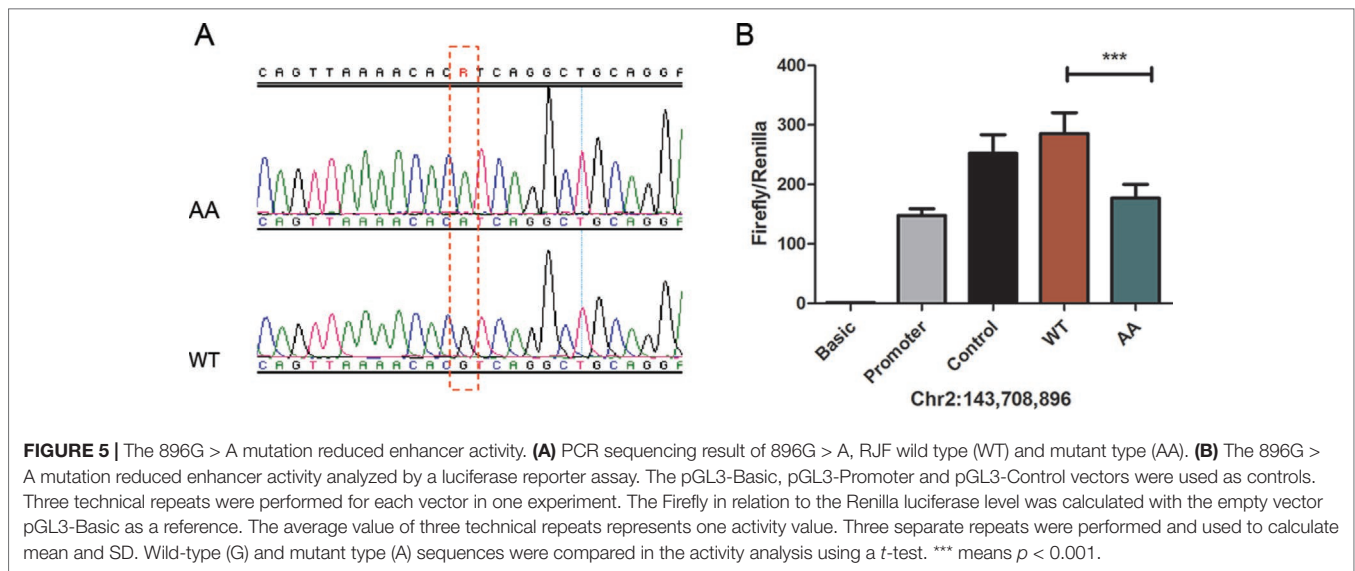 A
CAGTTAAAACACRTCAGGCTGCAGGA
AA
CAGTTAAAACACATCAGGCTGCAGGA
WT
CAGTTAAAACACGTCAGGCTGCAGGA
B
***
400
300
200
100
0
Firefly/Renilla
Basic
Promoter
Control
WT
AA
Chr2:143,708,896
FIGURE 5 | The 896G > A mutation reduced enhancer activity. (A) PCR sequencing result of 896G > A, RJF wild type (WT) and mutant type (AA). (B) The 896G >
A mutation reduced enhancer activity analyzed by a luciferase reporter assay. The pGL3-Basic, pGL3-Promoter and pGL3-Control vectors were used as controls.
Three technical repeats were performed for each vector in one experiment. The Firefly in relation to the Renilla luciferase level was calculated with the empty vector
pGL3-Basic as a reference. The average value of three technical repeats represents one activity value. Three separate repeats were performed and used to calculate
mean and SD. Wild-type (G) and mutant type (A) sequences were compared in the activity analysis using a t-test. *** means p < 0.001.